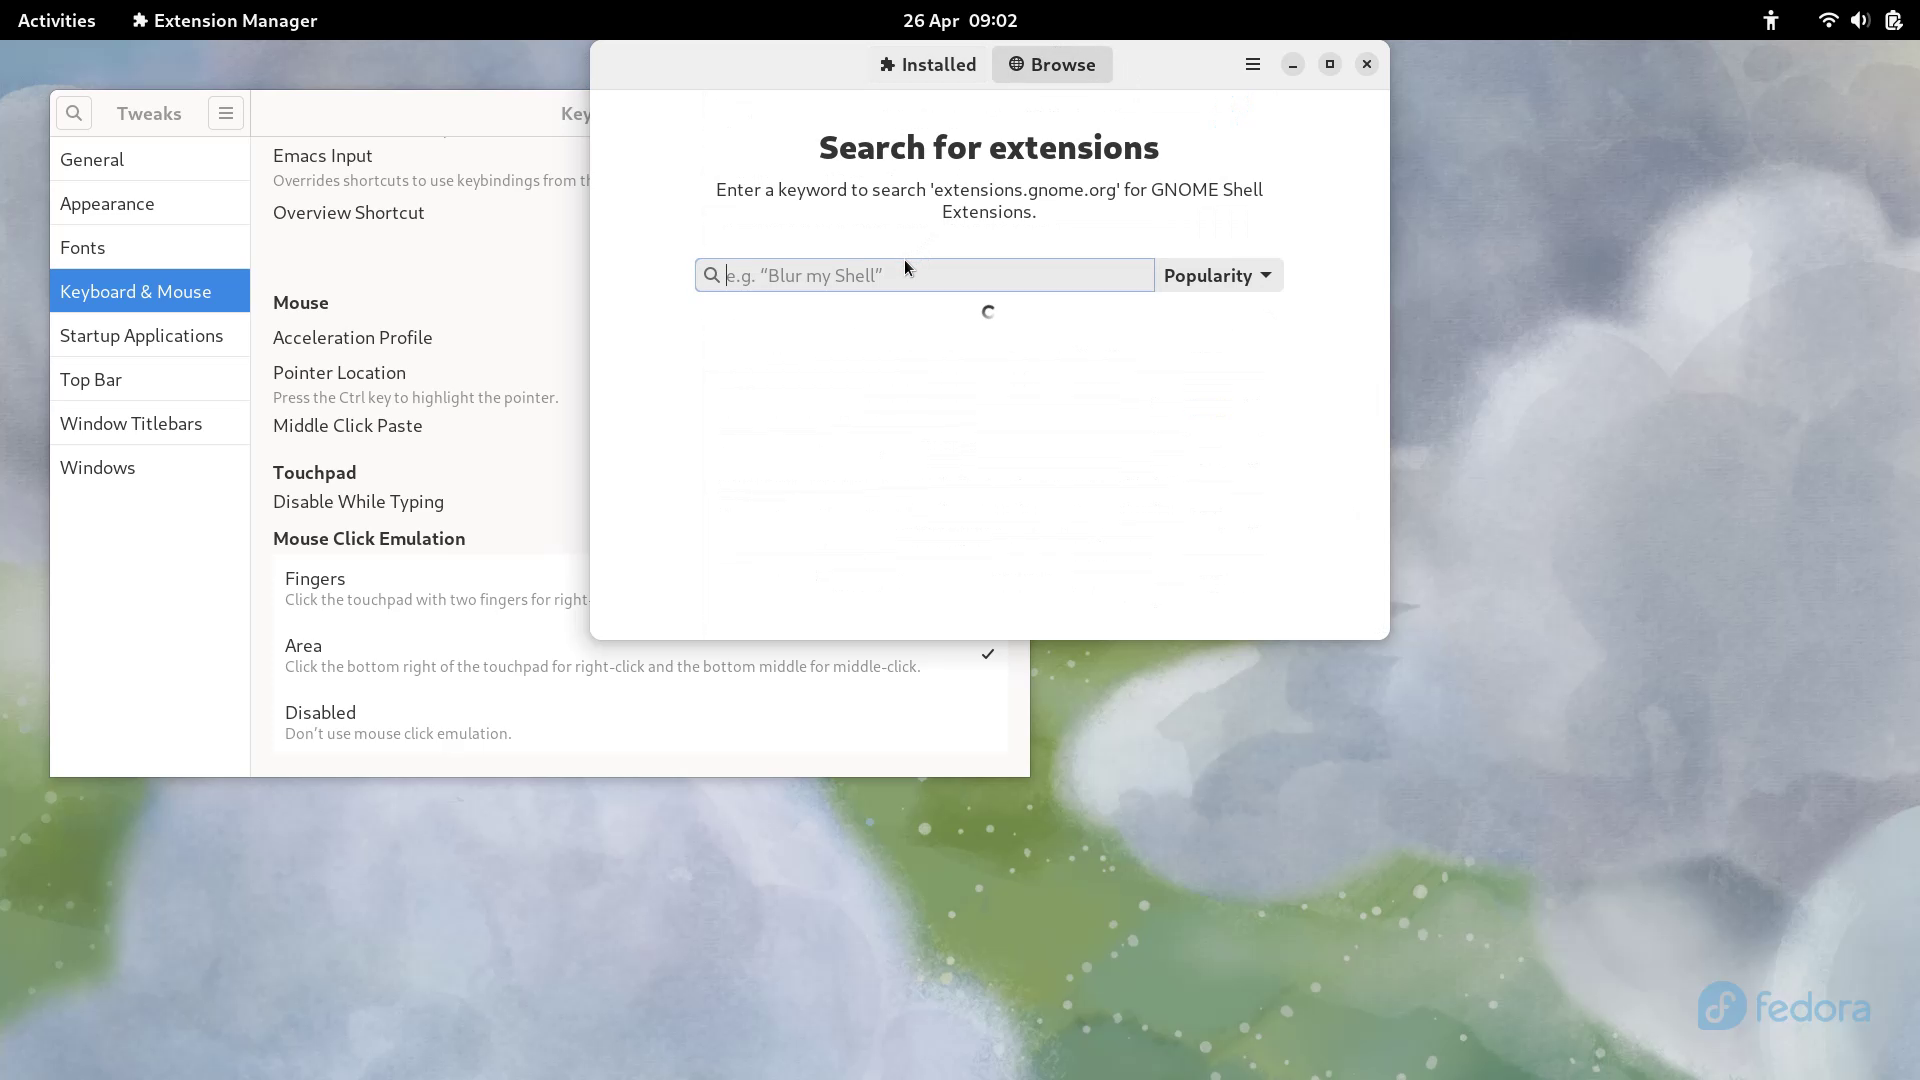 Activities
Extension Manager
26 Apr 09:02
Installed
Browse
Search for extensions
Enter a keyword to search 'extensions.gnome.org' for GNOME Shell
Extensions.
e.g. “Blur my Shell”
Popularity
Tweaks
Key
General
Appearance
Fonts
Keyboard & Mouse
Startup Applications
Top Bar
Window Titlebars
Windows
Emacs Input
Overrides shortcuts to use keybindings from th
Overview Shortcut
Mouse
Acceleration Profile
Pointer Location
Press the Ctrl key to highlight the pointer.
Middle Click Paste
Touchpad
Disable While Typing
Mouse Click Emulation
Fingers
Click the touchpad with two fingers for right-
Area
Click the bottom right of the touchpad for right-click and the bottom middle for middle-click.
Disabled
Don’t use mouse click emulation.
fedora